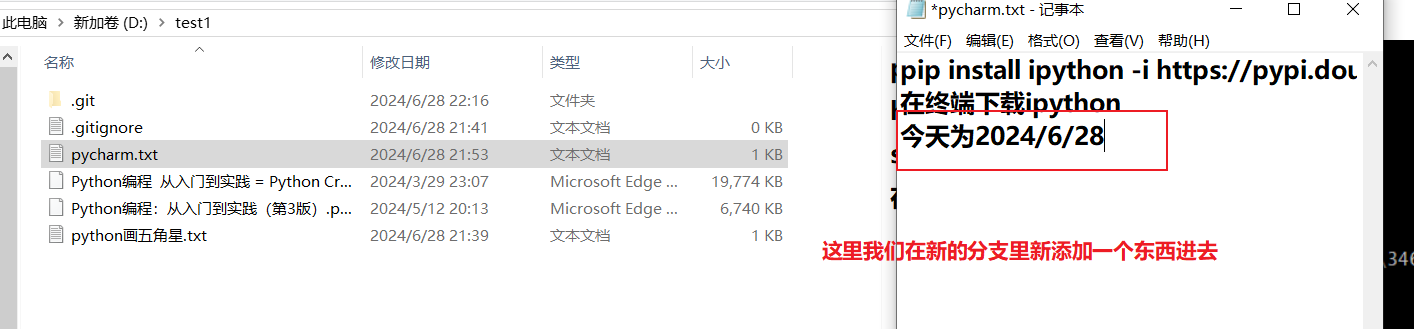 此电脑 > 新加卷 (D:) > test1
名称 修改日期 类型 大小
.git 2024/6/28 22:16 文件夹
.gitignore 2024/6/28 21:41 文本文档 0 KB
pycharm.txt 2024/6/28 21:53 文本文档 1 KB
Python编程 从入门到实践 = Python Cr... 2024/3/29 23:07 Microsoft Edge ... 19,774 KB
Python编程：从入门到实践（第3版）.p... 2024/5/12 20:13 Microsoft Edge ... 6,740 KB
python画五角星.txt 2024/6/28 21:39 文本文档 1 KB
*pycharm.txt - 记事本
文件(F) 编辑(E) 格式(O) 查看(V) 帮助(H)
pip install ipython -i https://pypi.dou
在终端下载ipython
今天为2024/6/28
这里我们在新的分支里新添加一个东西进去
346